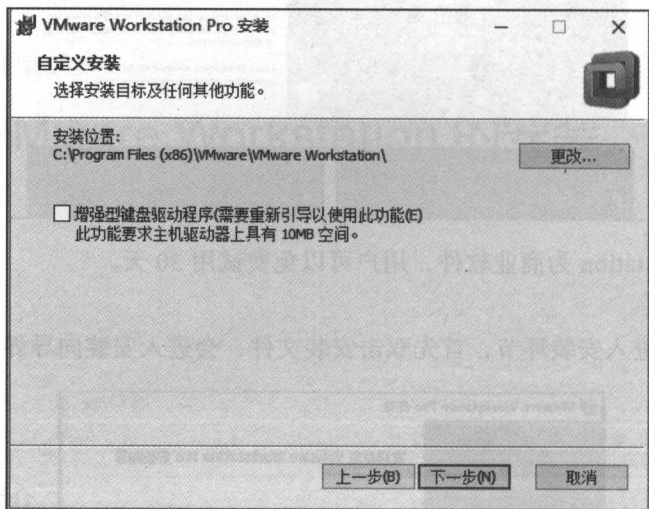 VMware Workstation Pro 安装
自定义安装
选择安装目标及任何其他功能。
安装位置:
C:\Program Files (x86)\VMware\VMware Workstation\
更改...
增强型键盘驱动程序(需要重新引导以使用此功能(E)
此功能要求主机驱动器上具有 10MB 空间。
上一步(B)
下一步(N)
取消